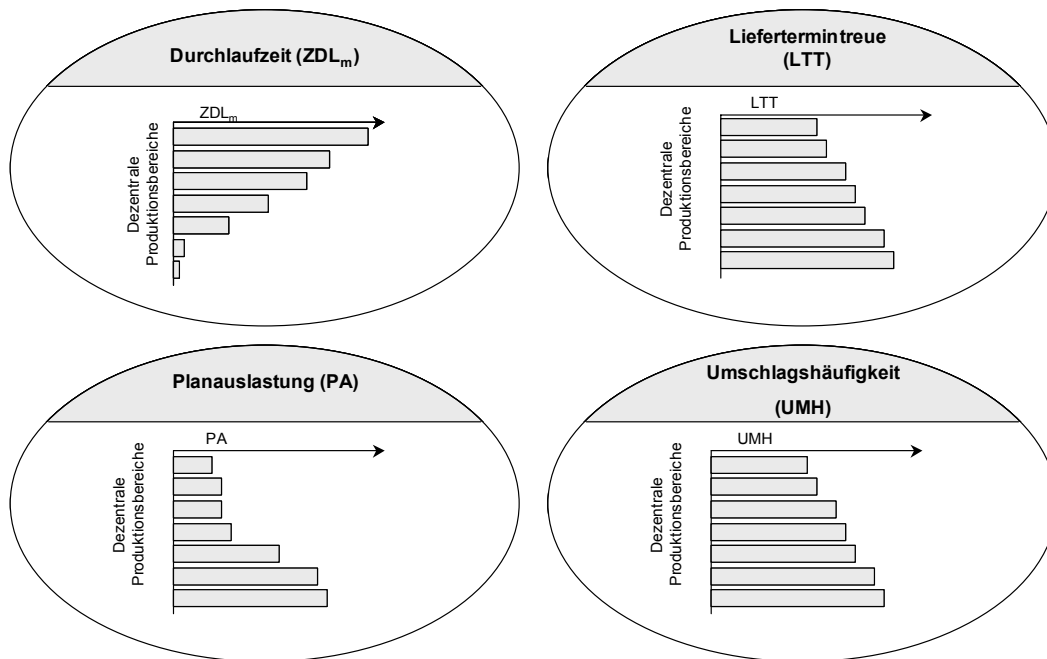 Durchlaufzeit (ZDLm)
ZDLm
Dezentrale
Produktionsbereiche
Liefertermintreue
(LTT)
LTT
Dezentrale
Produktionsbereiche
Planauslastung (PA)
PA
Dezentrale
Produktionsbereiche
Umschlagshäufigkeit
(UMH)
UMH
Dezentrale
Produktionsbereiche